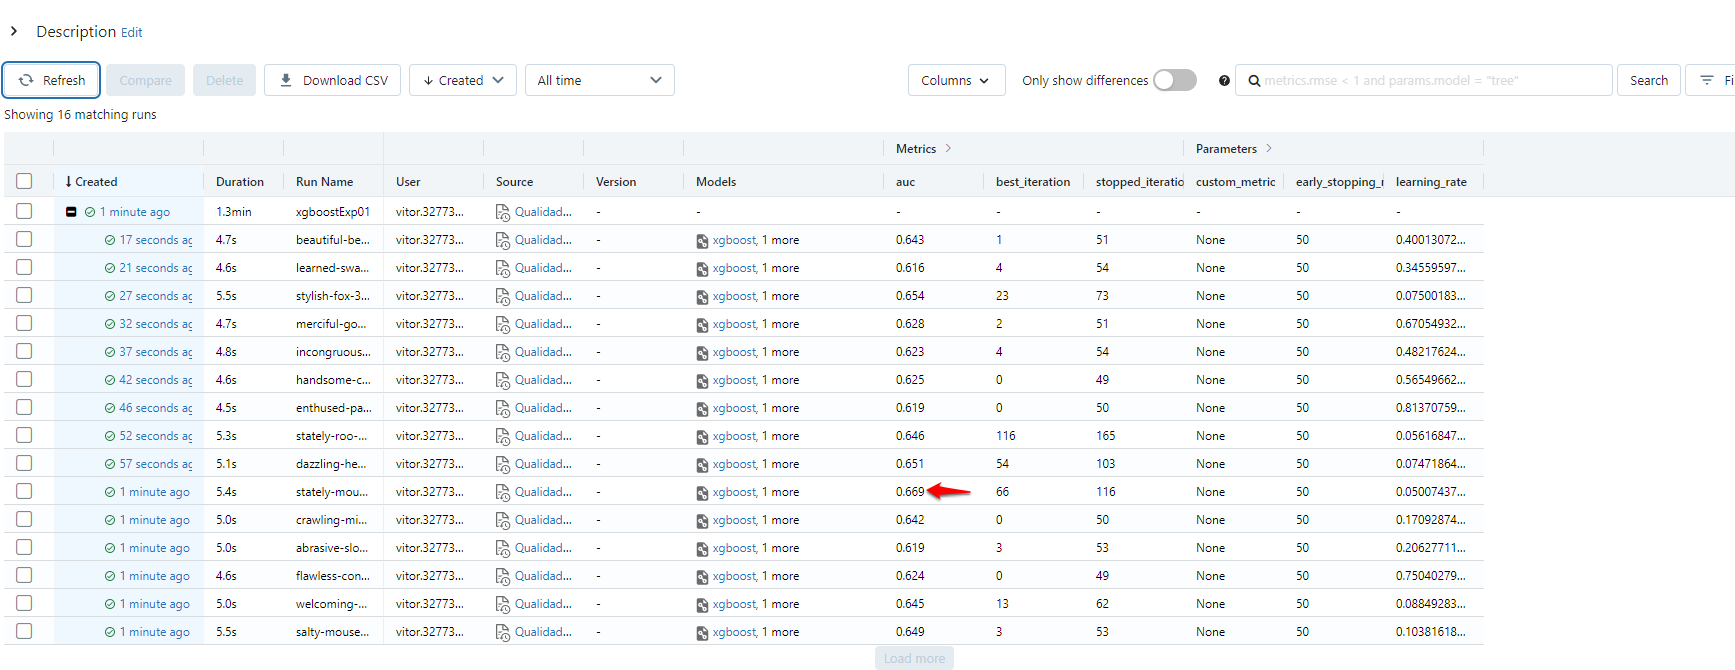 Description Edit
Refresh Compare Delete Download CSV Created All time Columns Only show differences metrics.rmse < 1 and params.model = "tree" Search Fi
Showing 16 matching runs
Metrics Parameters
Created Duration Run Name User Source Version Models auc best_iteration stopped_iteratio custom_metric early_stopping_r learning_rate
1 minute ago 1.3min xgboostExp01 vitor.32773... Qualidad... - - - - - - - -
17 seconds ag 4.7s beautiful-be... vitor.32773... Qualidad... - xgboost, 1 more 0.643 1 51 None 50 0.40013072...
21 seconds ag 4.6s learned-swa... vitor.32773... Qualidad... - xgboost, 1 more 0.616 4 54 None 50 0.34559597...
27 seconds ag 5.5s stylish-fox-3... vitor.32773... Qualidad... - xgboost, 1 more 0.654 23 73 None 50 0.07500183...
32 seconds ag 4.7s merciful-go... vitor.32773... Qualidad... - xgboost, 1 more 0.628 2 51 None 50 0.67054932...
37 seconds ag 4.8s incongruous... vitor.32773... Qualidad... - xgboost, 1 more 0.623 4 54 None 50 0.48217624...
42 seconds ag 4.6s handsome-c... vitor.32773... Qualidad... - xgboost, 1 more 0.625 0 49 None 50 0.56549662...
46 seconds ag 4.5s enthused-pa... vitor.32773... Qualidad... - xgboost, 1 more 0.619 0 50 None 50 0.81370759...
52 seconds ag 5.3s stately-roo-... vitor.32773... Qualidad... - xgboost, 1 more 0.646 116 165 None 50 0.05616847...
57 seconds ag 5.1s dazzling-he... vitor.32773... Qualidad... - xgboost, 1 more 0.651 54 103 None 50 0.07471864...
1 minute ago 5.4s stately-mou... vitor.32773... Qualidad... - xgboost, 1 more 0.669 66 116 None 50 0.05007437...
1 minute ago 5.0s crawling-mi... vitor.32773... Qualidad... - xgboost, 1 more 0.642 0 50 None 50 0.17092874...
1 minute ago 5.0s abrasive-slo... vitor.32773... Qualidad... - xgboost, 1 more 0.619 3 53 None 50 0.20627711...
1 minute ago 4.6s flawless-con... vitor.32773... Qualidad... - xgboost, 1 more 0.624 0 49 None 50 0.75040279...
1 minute ago 5.0s welcoming-... vitor.32773... Qualidad... - xgboost, 1 more 0.645 13 62 None 50 0.08849283...
1 minute ago 5.5s salty-mouse... vitor.32773... Qualidad... - xgboost, 1 more 0.649 3 53 None 50 0.10381618...
Load more